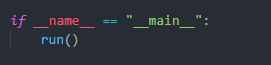 if __name__ == "__main__":
    run()